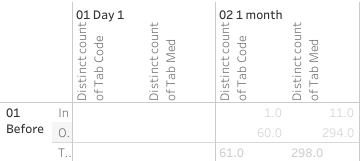 01 Day 1 02 1 month
Distinct count of Tab Code
Distinct count of Tab Med
Distinct count of Tab Code
Distinct count of Tab Med
01 Before In 1.0 11.0
O. 60.0 294.0
T.. 61.0 298.0